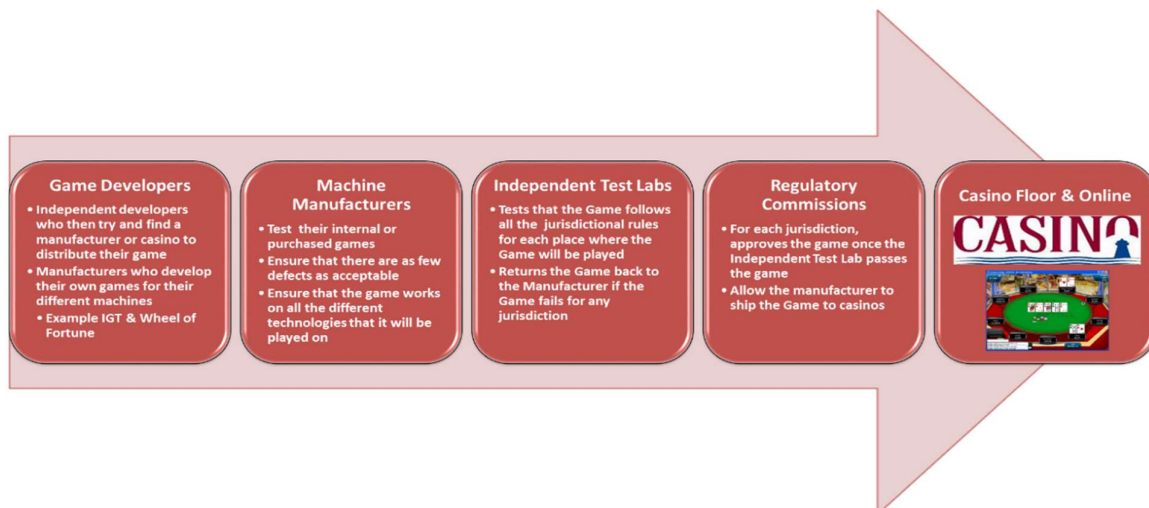 Game Developers
• Independent developers
who then try and find a
manufacturer or casino to
distribute their game
• Manufacturers who develop
their own games for their
different machines
• Example IGT & Wheel of
Fortune
Machine
Manufacturers
• Test their internal or
purchased games
• Ensure that there are as few
defects as acceptable
• Ensure that the game works
on all the different
technologies that it will be
played on
Independent Test Labs
• Tests that the Game follows
all the jurisdictional rules
for each place where the
Game will be played
• Returns the Game back to
the Manufacturer if the
Game fails for any
jurisdiction
Regulatory
Commissions
• For each jurisdiction,
approves the game once the
Independent Test Lab passes
the game
• Allow the manufacturer to
ship the Game to casinos
Casino Floor & Online
CASINO